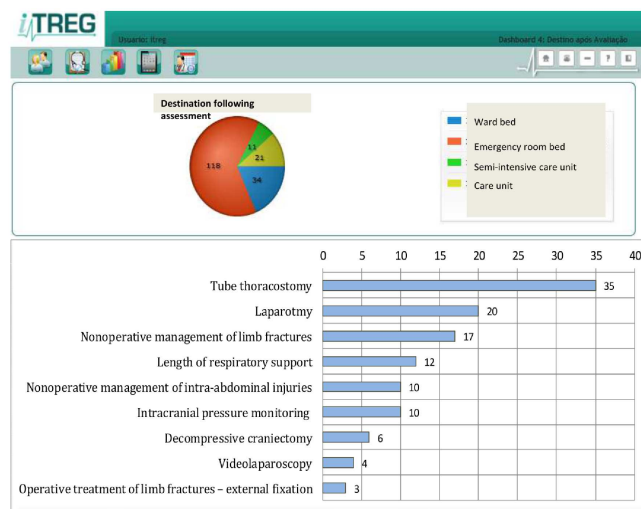 i/TREG
Usuario: itreg
Dashboard 4: Destino após Avaliação
Destination following
assessment
118
11
21
34
Ward bed
Emergency room bed
Semi-intensive care unit
Care unit
0 5 10 15 20 25 30 35 40
Tube thoracostomy 35
Laparotmy 20
Nonoperative management of limb fractures 17
Length of respiratory support 12
Nonoperative management of intra-abdominal injuries 10
Intracranial pressure monitoring 10
Decompressive craniectomy 6
Videolaparoscopy 4
Operative treatment of limb fractures – external fixation 3